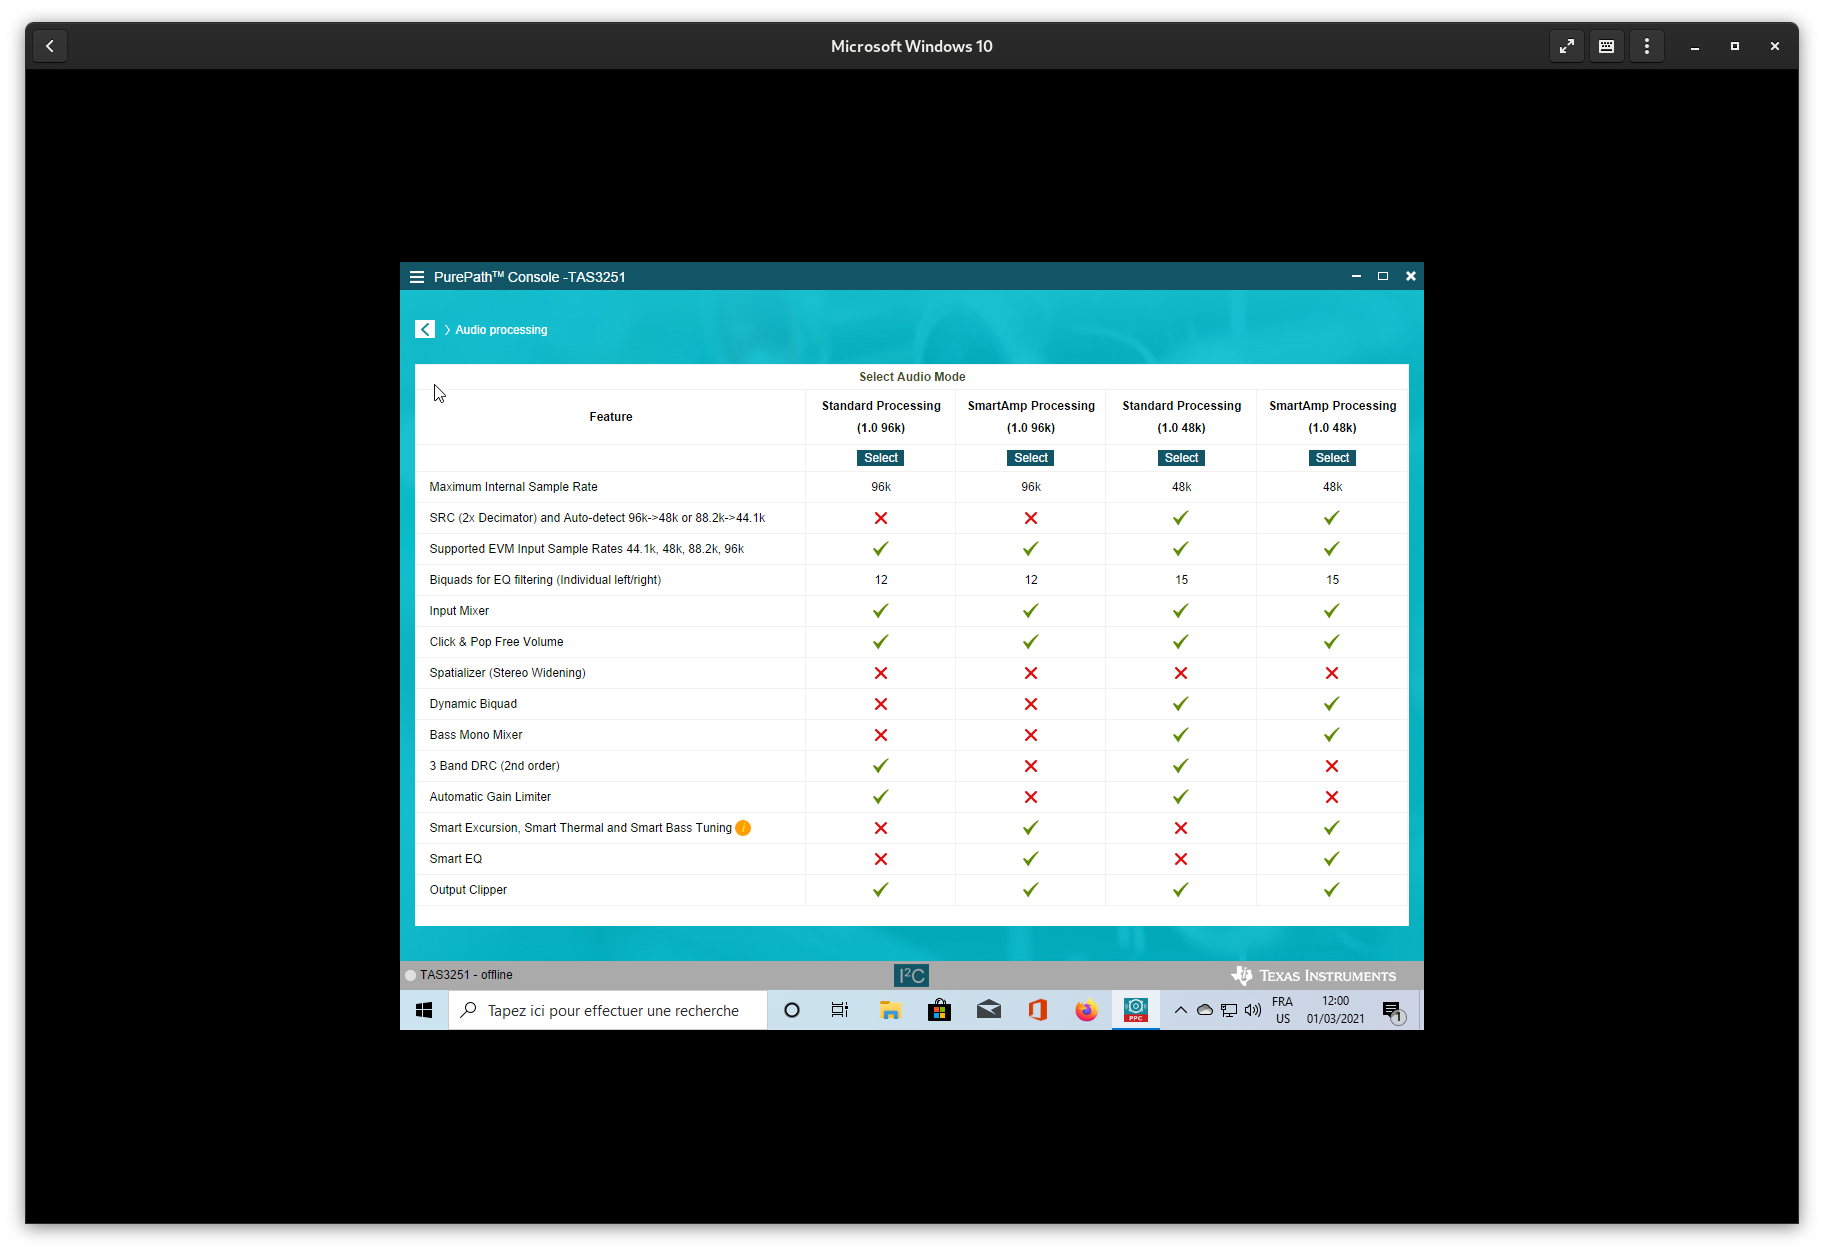 Microsoft Windows 10
PurePath™ Console -TAS3251
> Audio processing
Select Audio Mode
Feature
Standard Processing
(1.0 96k)
SmartAmp Processing
(1.0 96k)
Standard Processing
(1.0 48k)
SmartAmp Processing
(1.0 48k)
Select Select Select Select
Maximum Internal Sample Rate 96k 96k 48k 48k
SRC (2x Decimator) and Auto-detect 96k->48k or 88.2k->44.1k
Supported EVM Input Sample Rates 44.1k, 48k, 88.2k, 96k
Biquads for EQ filtering (Individual left/right) 12 12 15 15
Input Mixer
Click & Pop Free Volume
Spatializer (Stereo Widening)
Dynamic Biquad
Bass Mono Mixer
3 Band DRC (2nd order)
Automatic Gain Limiter
Smart Excursion, Smart Thermal and Smart Bass Tuning i
Smart EQ
Output Clipper
TAS3251 - offline
I²C
TEXAS INSTRUMENTS
Tapez ici pour effectuer une recherche
PPC
FRA
US
12:00
01/03/2021
1